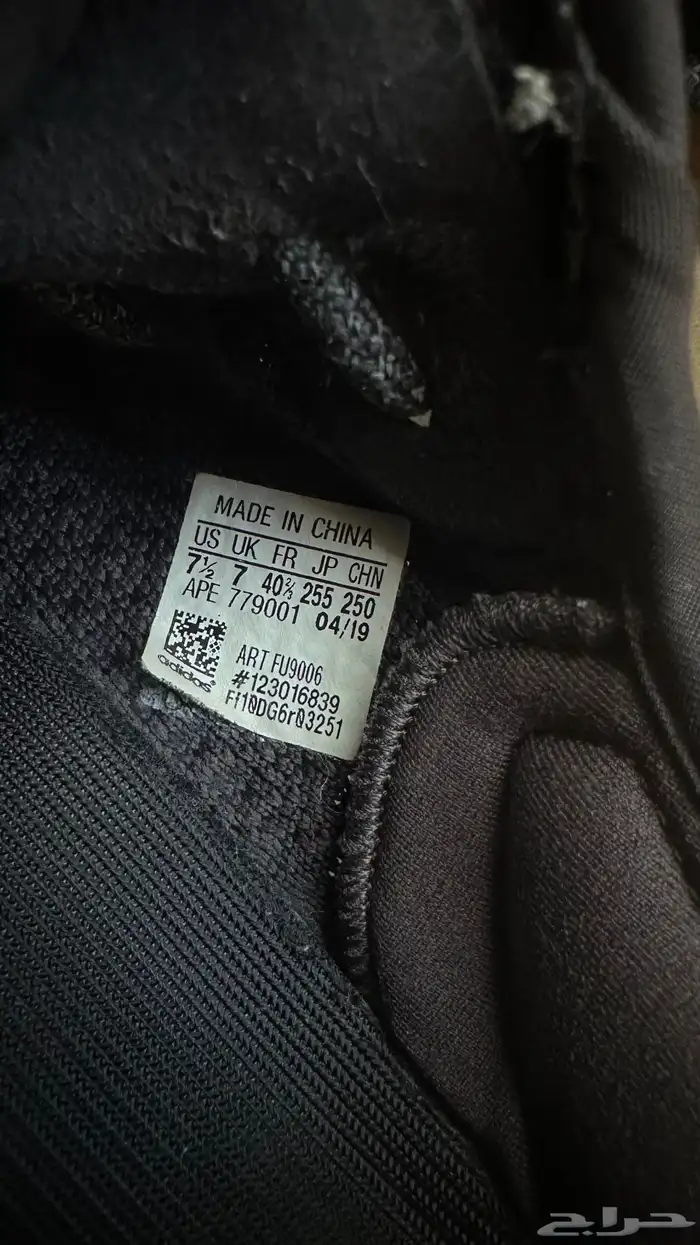 MADE IN CHINA
US UK FR JP CHN
7½ 7 40⅔ 255 250
APE 779001 04/19
adidas
ART FU9006
#123016839
Ff10DG6r03251
حراج